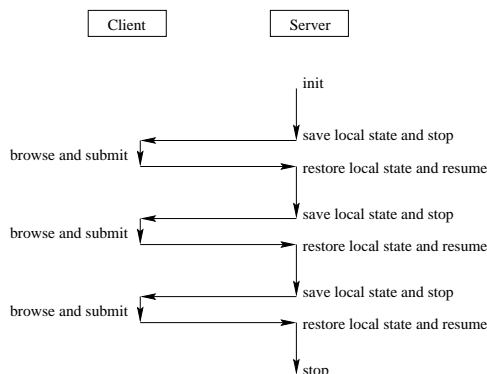 Client
Server
init
save local state and stop
browse and submit
restore local state and resume
save local state and stop
browse and submit
restore local state and resume
save local state and stop
browse and submit
restore local state and resume
stop